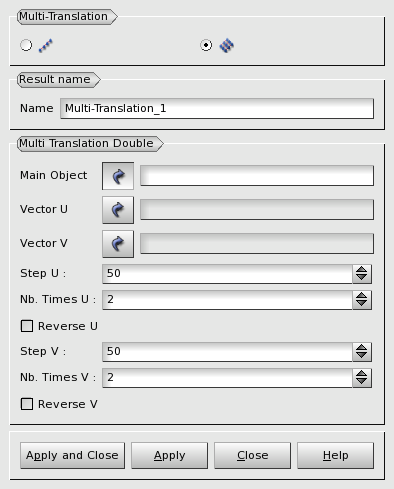 Multi-Translation
Result name
Name Multi-Translation_1
Multi Translation Double
Main Object
Vector U
Vector V
Step U : 50
Nb. Times U : 2
Reverse U
Step V : 50
Nb. Times V : 2
Reverse V
Apply and Close Apply Close Help